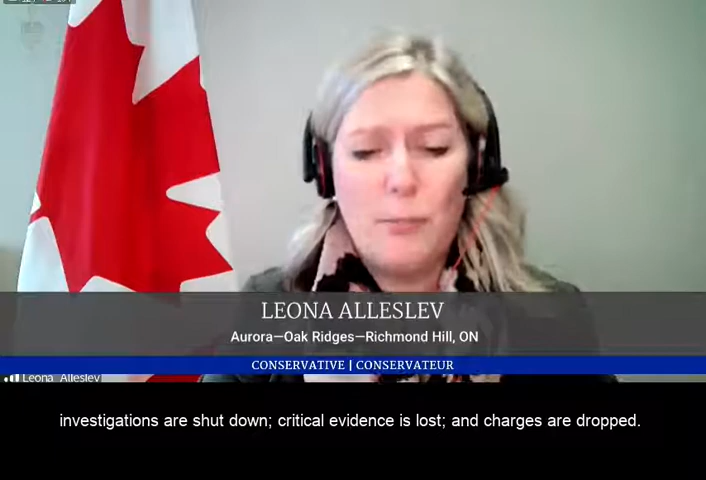 LEONA ALLESLEV
Aurora—Oak Ridges—Richmond Hill, ON
CONSERVATIVE | CONSERVATEUR
Leona Alleslev
investigations are shut down; critical evidence is lost; and charges are dropped.